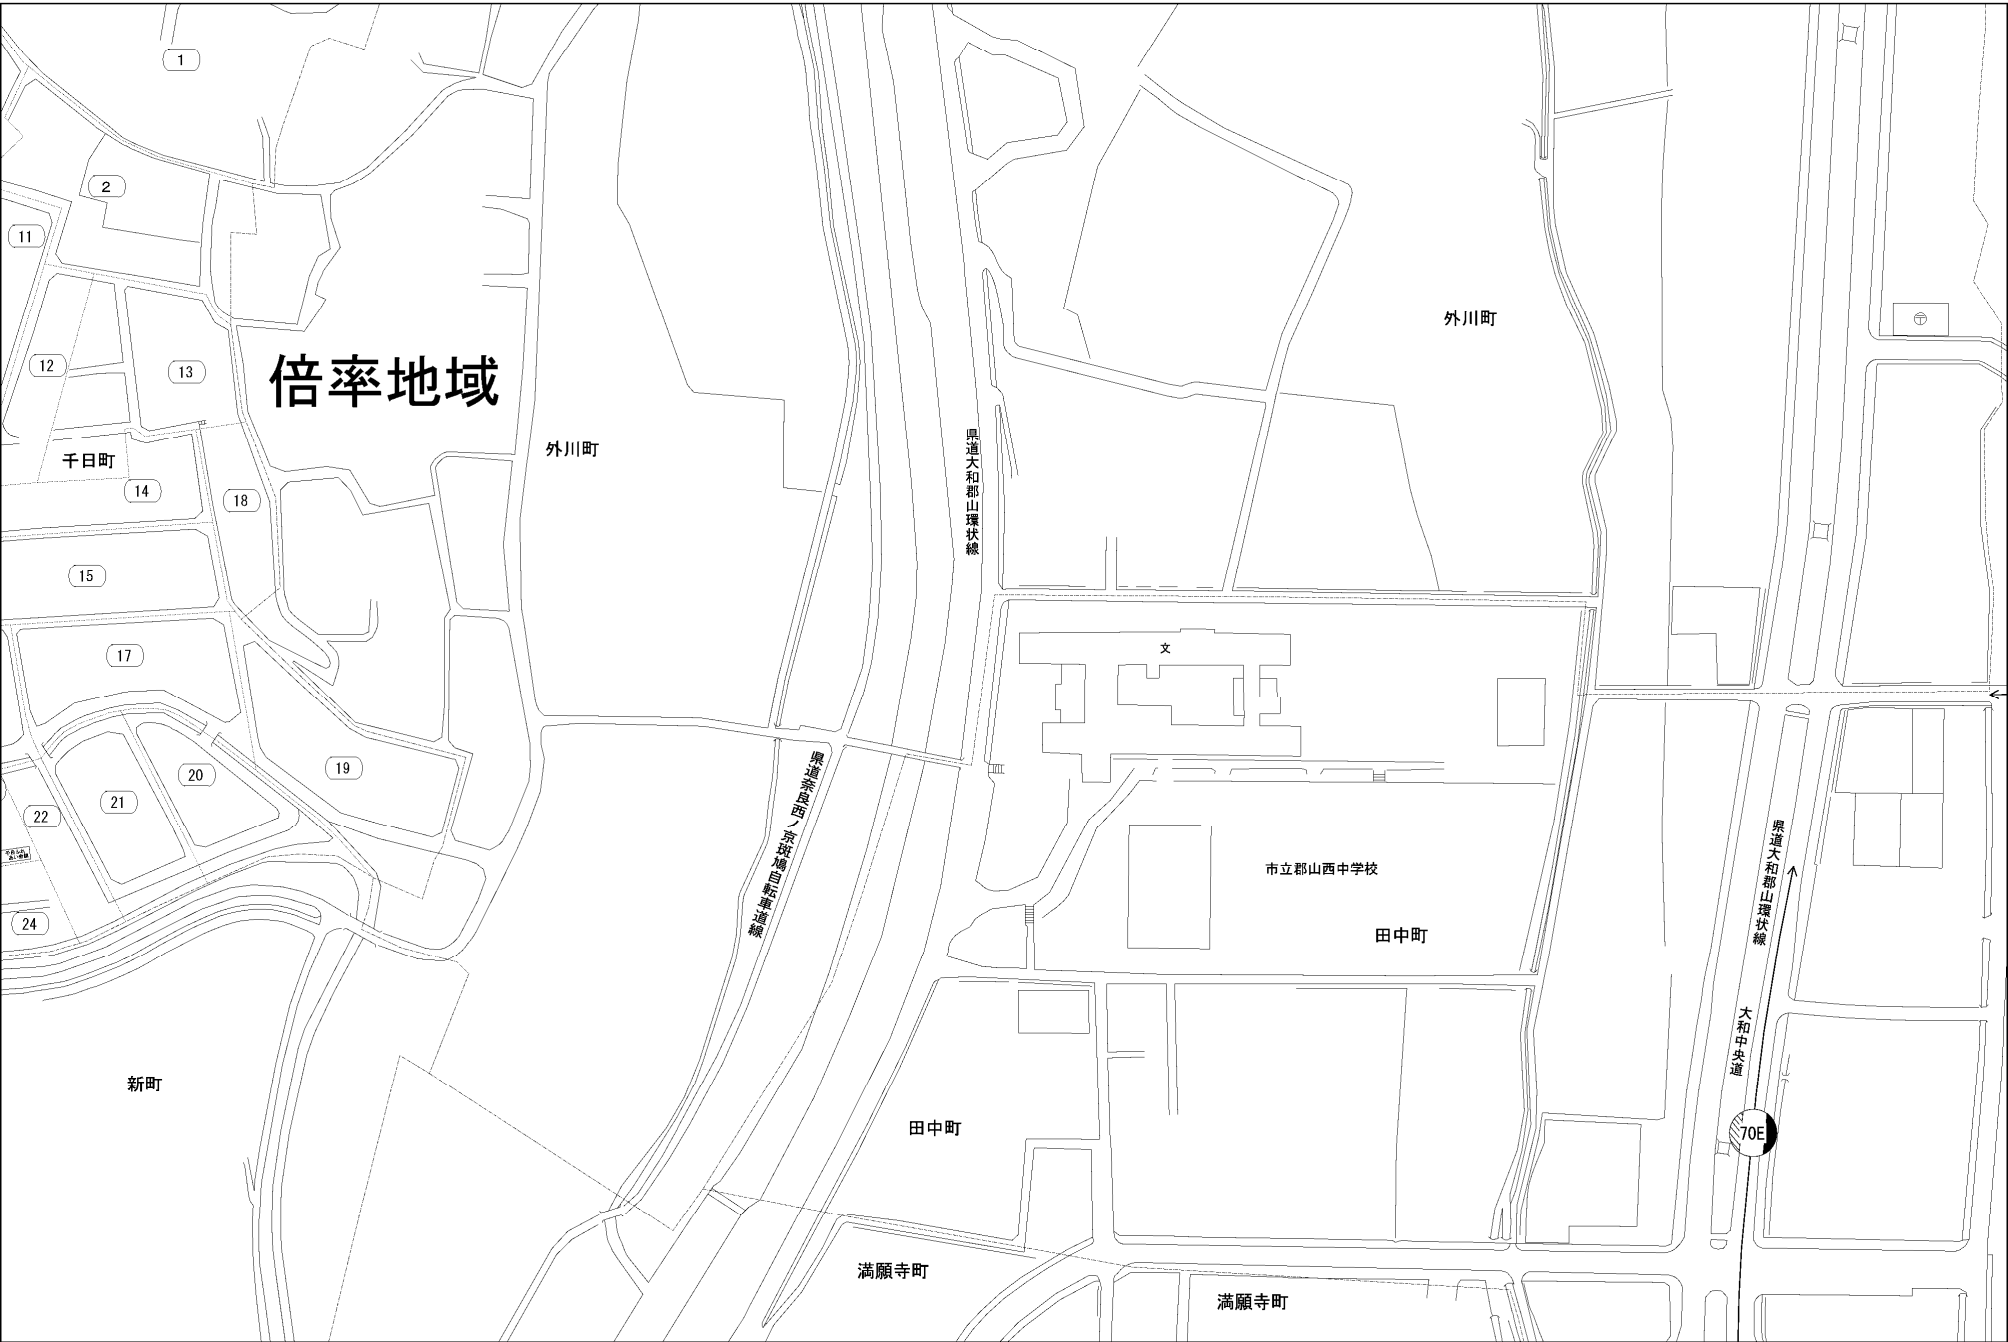 1
2
11
外川町
12
13
倍率地域
外川町
千日町
県道大和郡山環状線
14
18
15
17
文
19
20
21
22
県道奈良西ノ京斑鳩自転車道線
県道大和郡山環状線
市立郡山西中学校
24
田中町
大和中央道
新町
田中町
70E
満願寺町
満願寺町